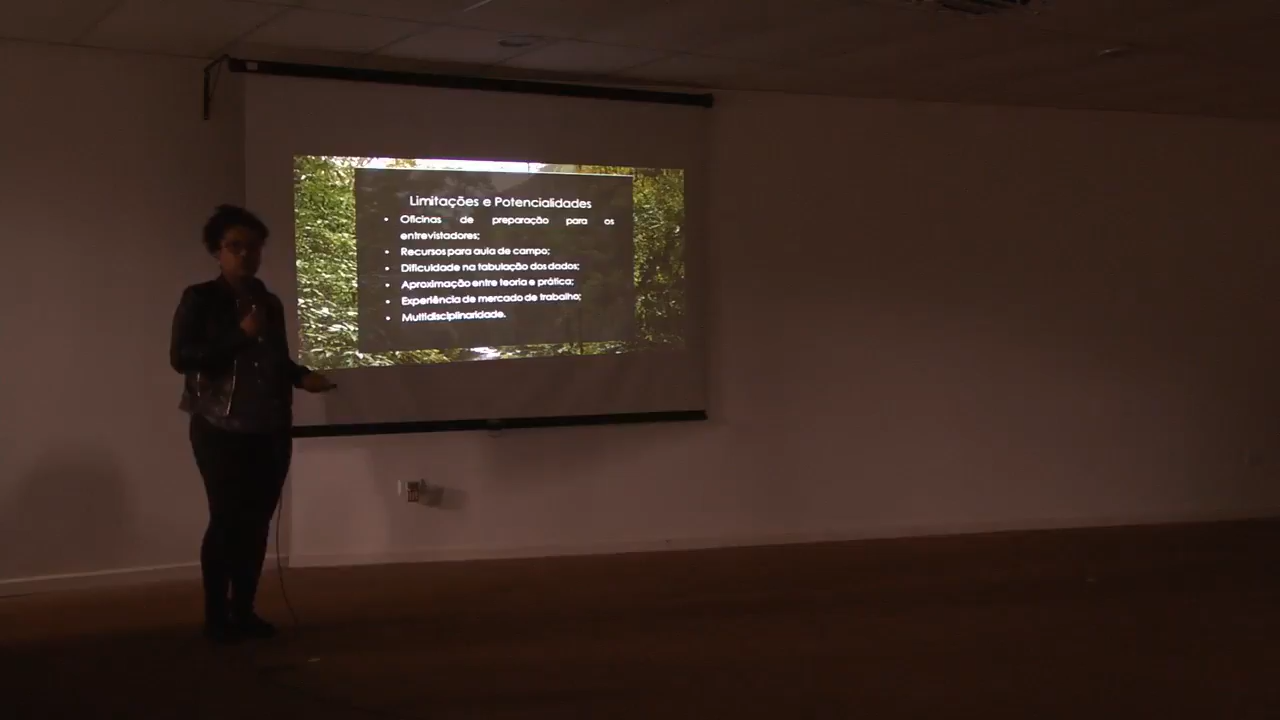 Limitações e Potencialidades
• Oficinas de preparação para os
entrevistadores;
• Recursos para aula de campo;
• Dificuldade na tabulação dos dados;
• Aproximação entre teoria e prática;
• Experiência de mercado de trabalho;
• Multidisciplinaridade.